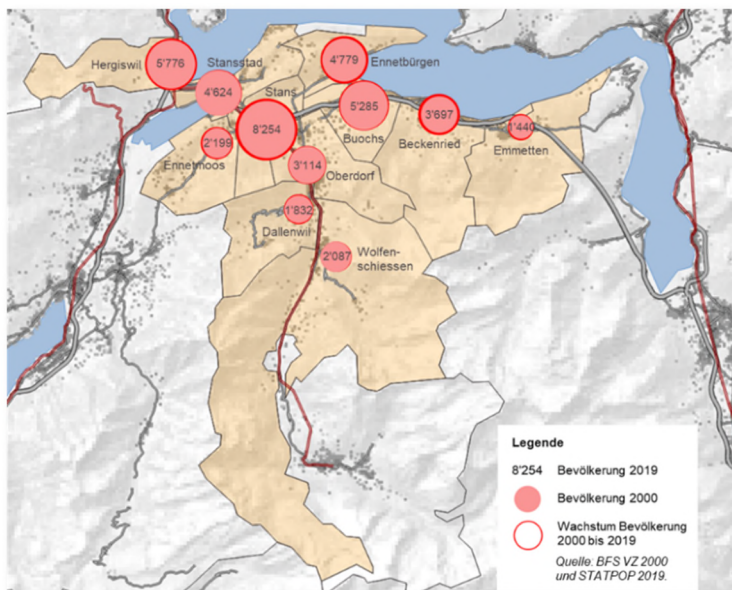 Hergiswil
5'776
Stansstad
4'779
Ennetbürgen
4'624
Stans
5'285
8'254
3'697
2'199
Buochs
1'440
Beckenried
Emmetten
Ennetmoos
3'114
Oberdorf
1'832
Dallenwil
Wolfen-
2'087
schiessen
Legende
8'254 Bevölkerung 2019
Bevölkerung 2000
Wachstum Bevölkerung
2000 bis 2019
Quelle: BFS VZ 2000
und STATPOP 2019.